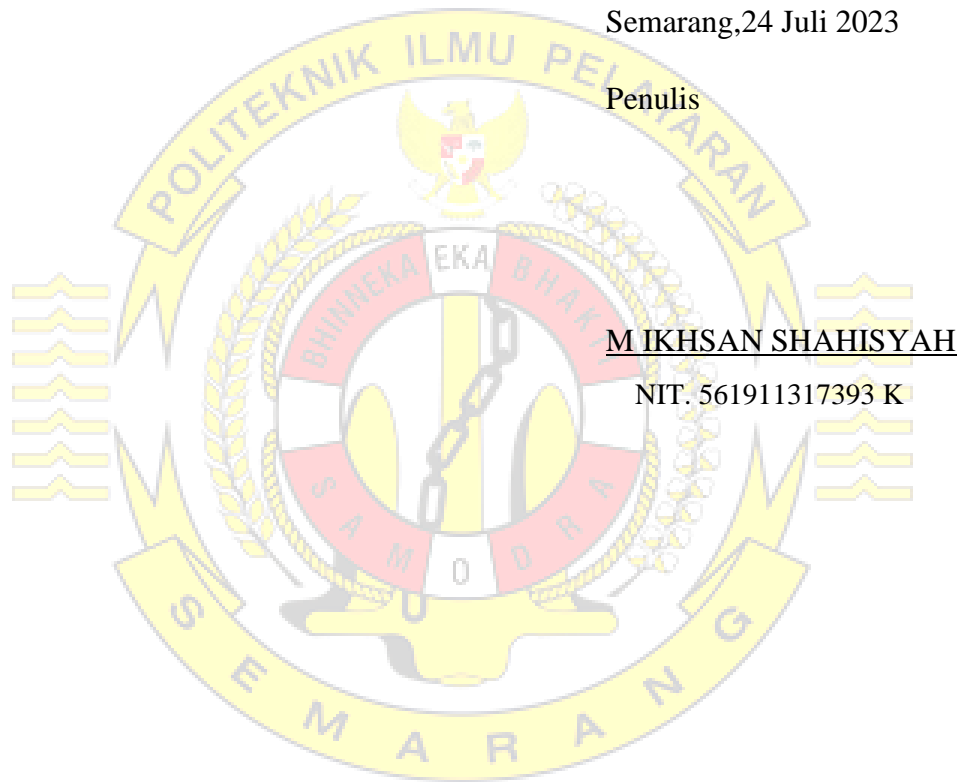 Semarang,24 Juli 2023
Penulis
M IKHSAN SHAHISYAH
NIT. 561911317393 K
POLITEKNIK ILMU PELAYARAN
BHINNEKA EKA BHAKTI
SAMODRA
SEMARANG